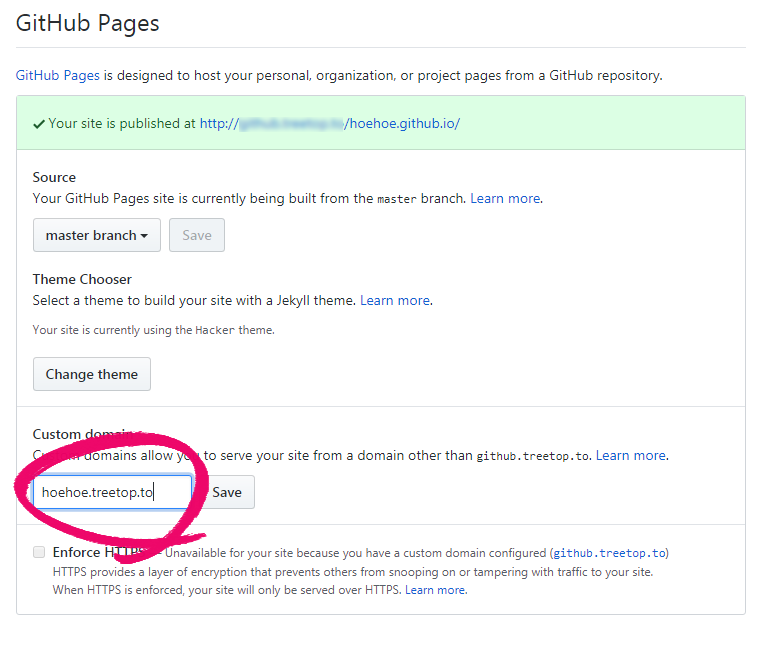 GitHub Pages
GitHub Pages is designed to host your personal, organization, or project pages from a GitHub repository.
Your site is published at http:// /hoehoe.github.io/
Source
Your GitHub Pages site is currently being built from the master branch. Learn more.
master branch Save
Theme Chooser
Select a theme to build your site with a Jekyll theme. Learn more.
Your site is currently using the Hacker theme.
Change theme
Custom domain
Custom domains allow you to serve your site from a domain other than github.treetop.to. Learn more.
hoehoe.treetop.to Save
Enforce HTTPS — Unavailable for your site because you have a custom domain configured (github.treetop.to)
HTTPS provides a layer of encryption that prevents others from snooping on or tampering with traffic to your site.
When HTTPS is enforced, your site will only be served over HTTPS. Learn more.